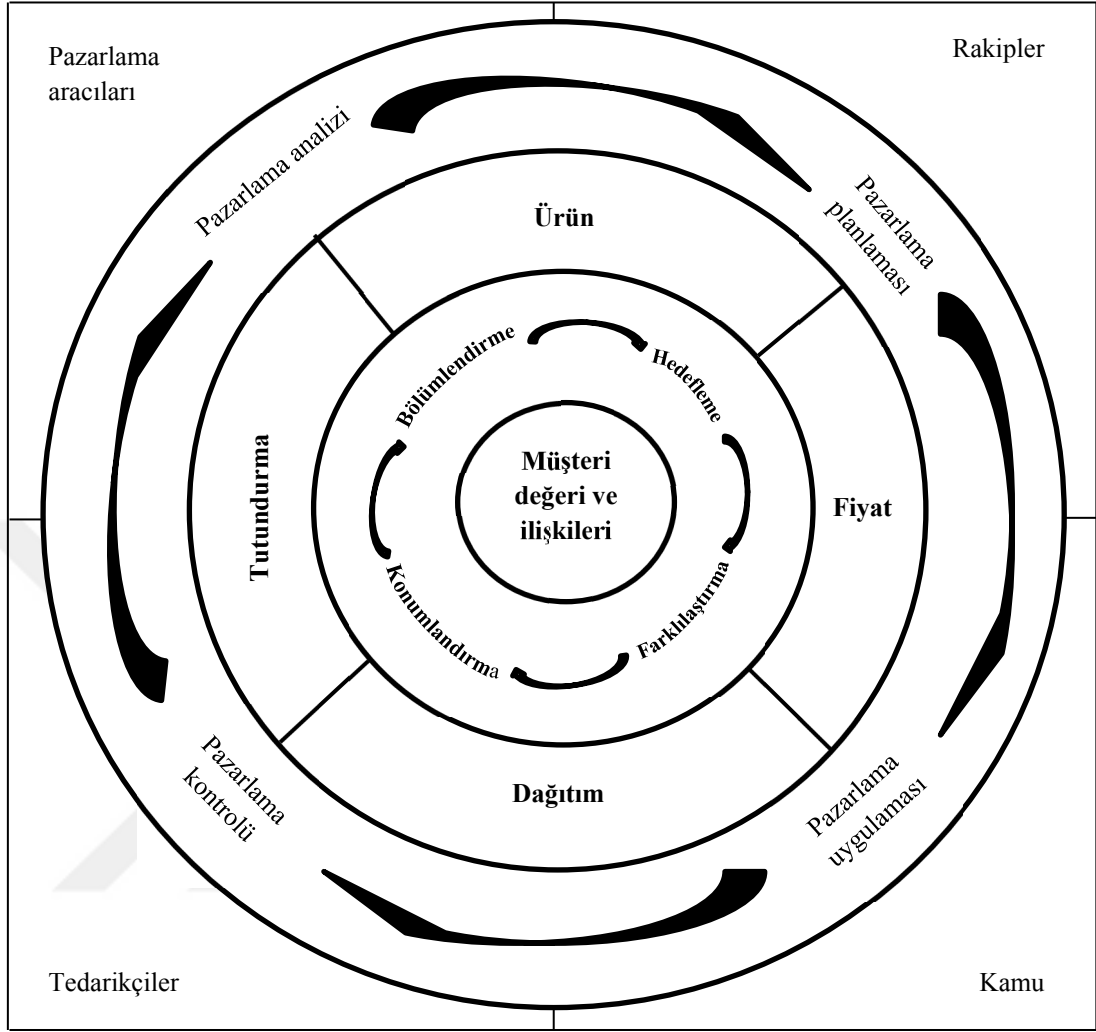 Pazarlama
aracıları
Rakipler
Pazarlama analizi
Pazarlama
planlaması
Ürün
Bölümlendirme
Hedefleme
Müşteri
değeri ve
ilişkileri
Tutundurma
Fiyat
Konumlandırma
Farklılaştırma
Dağıtım
Pazarlama
kontrolü
Pazarlama
uygulaması
Tedarikçiler
Kamu